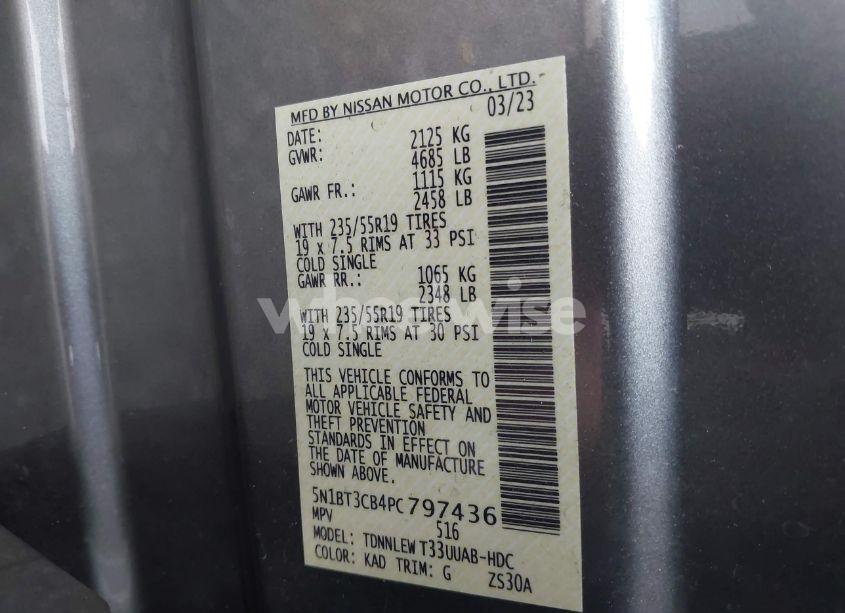 MFD BY NISSAN MOTOR CO., LTD.
DATE: 03/23
GVWR: 2125 KG
4685 LB
GAWR FR.: 1115 KG
2458 LB
WITH 235/55R19 TIRES
19 x 7.5 RIMS AT 33 PSI
COLD SINGLE
GAWR RR.: 1065 KG
2348 LB
WITH 235/55R19 TIRES
19 x 7.5 RIMS AT 30 PSI
COLD SINGLE
THIS VEHICLE CONFORMS TO
ALL APPLICABLE FEDERAL
MOTOR VEHICLE SAFETY AND
THEFT PREVENTION
STANDARDS IN EFFECT ON
THE DATE OF MANUFACTURE
SHOWN ABOVE.
5N1BT3CB4PC797436
MPV 516
MODEL: TDNNLEWT33UUAB-HDC
COLOR: KAD TRIM: G ZS30A
wheelwise